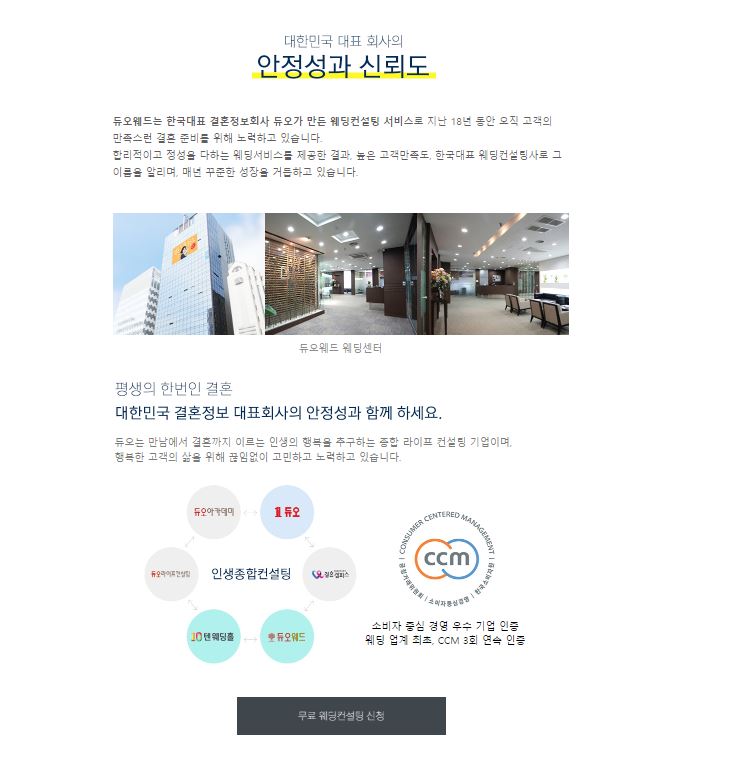 대한민국 대표 회사의
안정성과 신뢰도
듀오웨드는 한국대표 결혼정보회사 듀오가 만든 웨딩컨설팅 서비스로 지난 18년 동안 오직 고객의
만족스런 결혼 준비를 위해 노력하고 있습니다.
합리적이고 정성을 다하는 웨딩서비스를 제공한 결과, 높은 고객만족도, 한국대표 웨딩컨설팅사로 그
이름을 알리며, 매년 꾸준한 성장을 거듭하고 있습니다.
듀오웨드 웨딩센터
평생의 한번인 결혼
대한민국 결혼정보 대표회사의 안정성과 함께 하세요.
듀오는 만남에서 결혼까지 이르는 인생의 행복을 추구하는 종합 라이프 컨설팅 기업이며,
행복한 고객의 삶을 위해 끊임없이 고민하고 노력하고 있습니다.
듀오아카데미
듀오
듀오라이프컨설팅
인생종합컨설팅
짚은캠퍼스
텐웨딩홀
듀오웨드
CONSUMER CENTERED MANAGEMENT
ccm
공정거래위원회 | 소비자중심경영 | 한국소비자원
소비자 중심 경영 우수 기업 인증
웨딩 업계 최초, CCM 3회 연속 인증
무료 웨딩컨설팅 신청